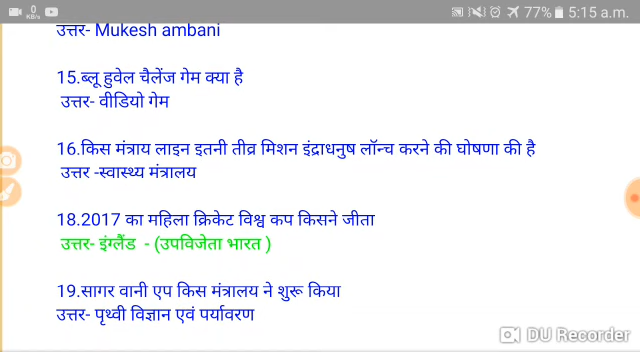 0
KB/s
77% 5:15 a.m.
उत्तर- Mukesh ambani
15.ब्लू हुवेल चैलेंज गेम क्या है
उत्तर- वीडियो गेम
16.किस मंत्राय लाइन इतनी तीव्र मिशन इंद्राधनुष लॉन्च करने की घोषणा की है
उत्तर -स्वास्थ्य मंत्रालय
18.2017 का महिला क्रिकेट विश्व कप किसने जीता
उत्तर- इंग्लैंड - (उपविजेता भारत )
19.सागर वानी एप किस मंत्रालय ने शुरू किया
उत्तर- पृथ्वी विज्ञान एवं पर्यावरण
DU Recorder